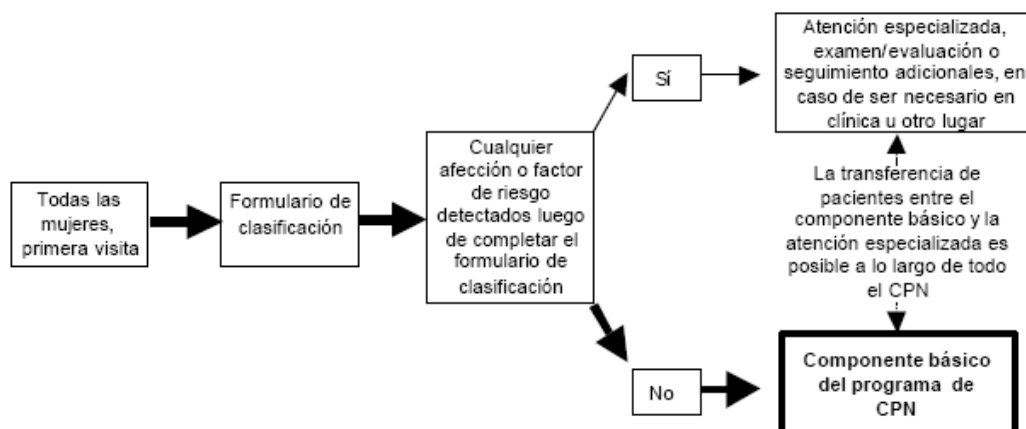 Todas las
mujeres,
primera visita
Formulario de
clasificación
Cualquier
afección o factor
de riesgo
detectados luego
de completar el
formulario de
clasificación
Sí
Atención especializada,
examen/evaluación o
seguimiento adicionales, en
caso de ser necesario en
clínica u otro lugar
La transferencia de
pacientes entre el
componente básico y la
atención especializada es
posible a lo largo de todo
el CPN
No
Componente básico
del programa de
CPN